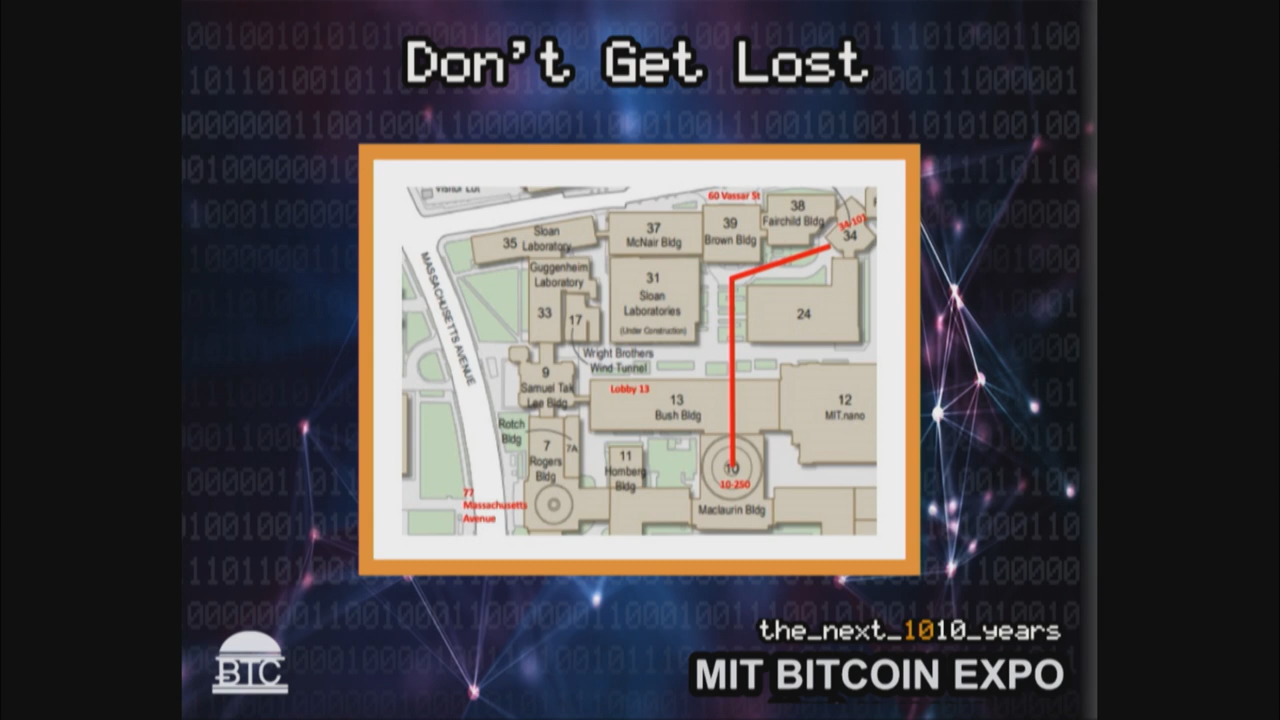 Don't Get Lost
Visitor Lot
60 Vassar St
38
Fairchild Bldg
39
Brown Bldg
37
McNair Bldg
35
Sloan
Laboratory
34-101
34
MASSACHUSETTS AVENUE
Guggenheim
Laboratory
33
17
31
Sloan
Laboratories
(Under Construction)
24
Wright Brothers
Wind Tunnel
9
Samuel Tak
Lee Bldg
Lobby 13
13
Bush Bldg
12
MIT.nano
Rotch
Bldg
7
7A
Rogers
Bldg
11
Homberg
Bldg
10
10-250
Maclaurin Bldg
77
Massachusetts
Avenue
the_next_1010_years
BTC
MIT BITCOIN EXPO